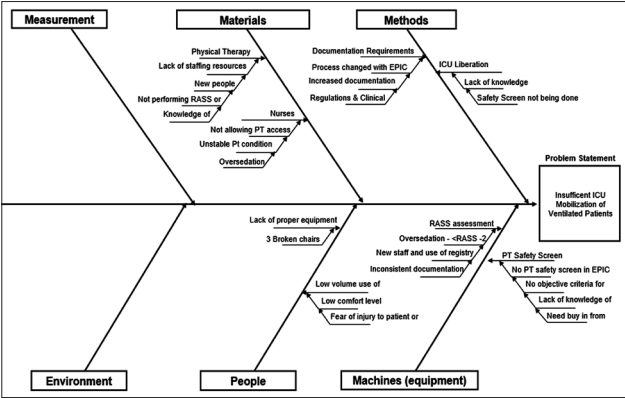 Measurement
Materials
Methods
Physical Therapy
Lack of staffing resources
New people
Not performing RASS or
Knowledge of
Nurses
Not allowing PT access
Unstable Pt condition
Oversedation
Documentation Requirements
Process changed with EPIC
Increased documentation
Regulations & Clinical
ICU Liberation
Lack of knowledge
Safety Screen not being done
Problem Statement
Insufficent ICU
Mobilization of
Ventilated Patients
Lack of proper equipment
3 Broken chairs
Low volume use of
Low comfort level
Fear of injury to patient or
RASS assessment
Oversedation - <RASS -2
New staff and use of registry
Inconsistent documentation
PT Safety Screen
No PT safety screen in EPIC
No objective criteria for
Lack of knowledge of
Need buy in from
Environment
People
Machines (equipment)